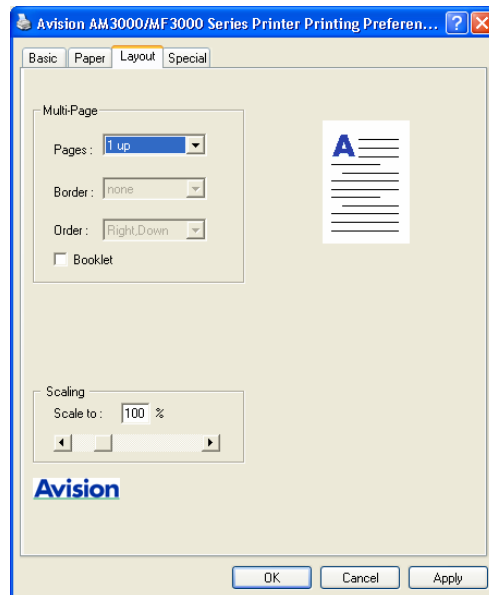 Avision AM3000/MF3000 Series Printer Printing Preferen... ?
Basic Paper Layout Special
Multi-Page
Pages : 1 up
Border : none
Order : Right,Down
Booklet
A
Scaling
Scale to : 100 %
Avision
OK Cancel Apply